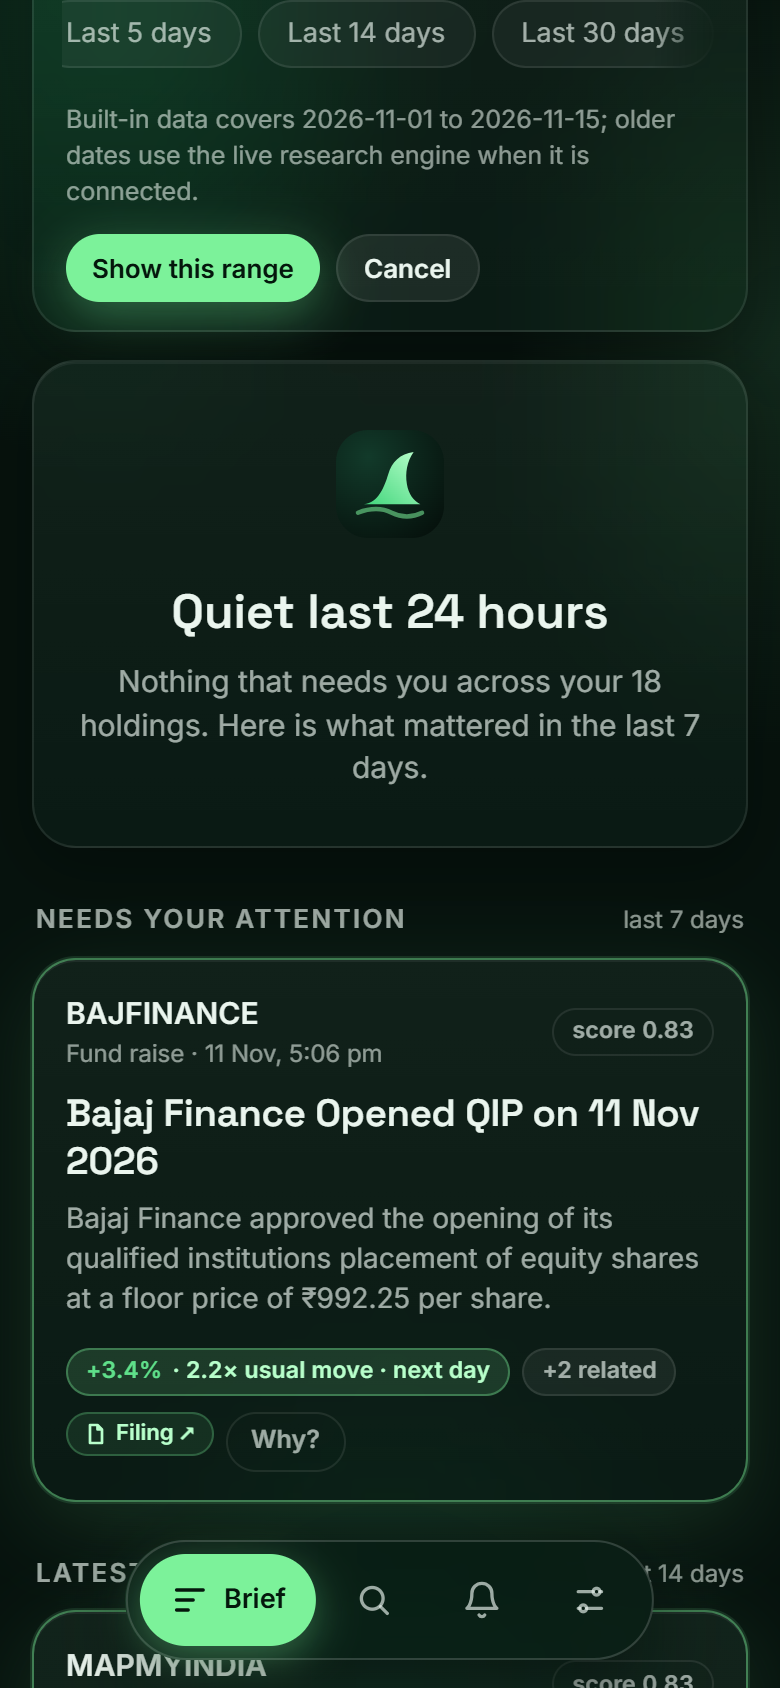 Last 5 days
Last 14 days
Last 30 days
Built-in data covers 2026-11-01 to 2026-11-15; older
dates use the live research engine when it is
connected.
Show this range
Cancel
Quiet last 24 hours
Nothing that needs you across your 18
holdings. Here is what mattered in the last 7
days.
NEEDS YOUR ATTENTION
last 7 days
BAJFINANCE
score 0.83
Fund raise · 11 Nov, 5:06 pm
Bajaj Finance Opened QIP on 11 Nov
2026
Bajaj Finance approved the opening of its
qualified institutions placement of equity shares
at a floor price of ₹992.25 per share.
+3.4% · 2.2× usual move · next day
+2 related
Filing ↗
Why?
LATEST
14 days
Brief
MAPMYINDIA
score 0.83